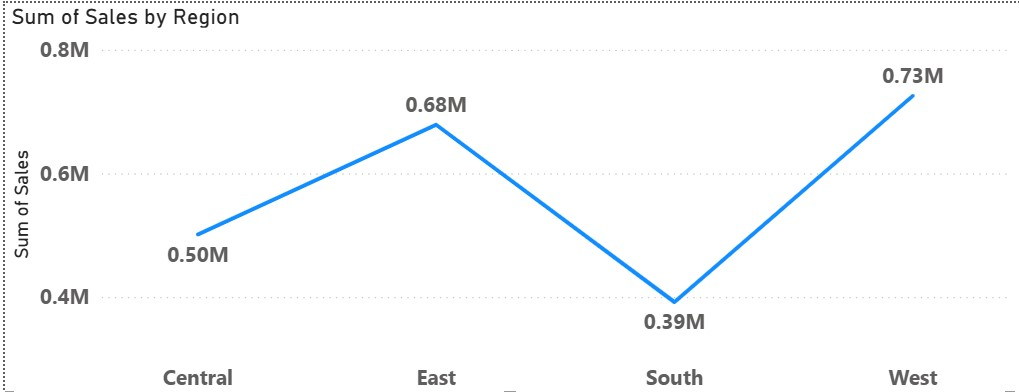 Sum of Sales by Region
0.8M
0.73M
0.68M
0.6M
Sum of Sales
0.50M
0.4M
0.39M
Central East South West